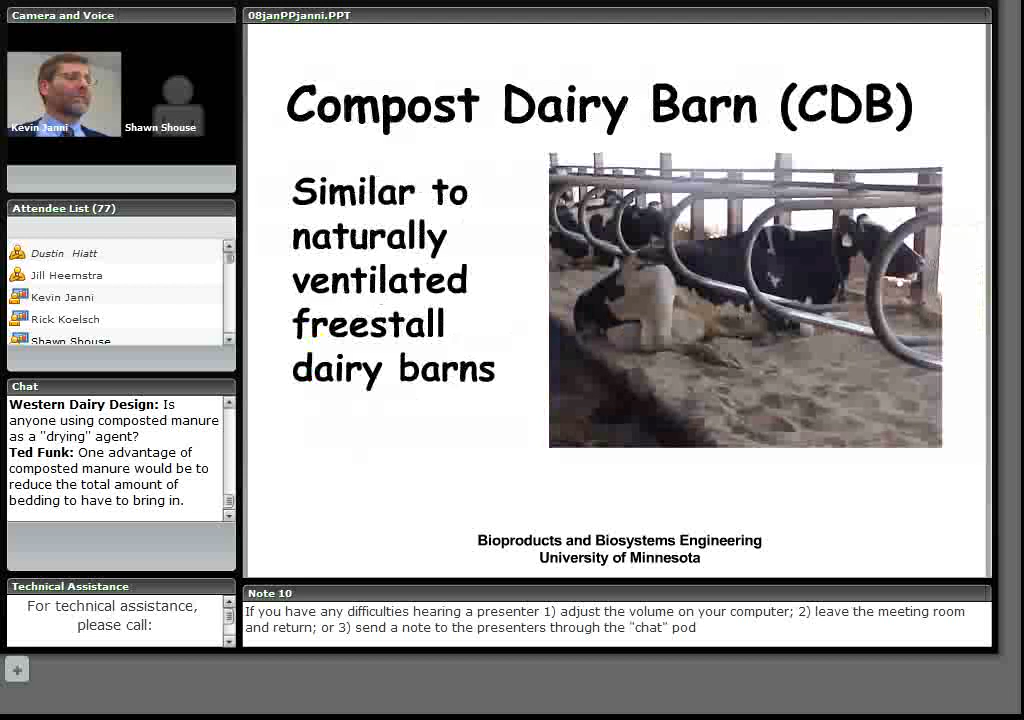 Camera and Voice
Kevin Janni
Shawn Shouse
Attendee List (77)
Dustin Hiatt
Jill Heemstra
Kevin Janni
Rick Koelsch
Shawn Shouse
Chat
Western Dairy Design: Is
anyone using composted manure
as a "drying" agent?
Ted Funk: One advantage of
composted manure would be to
reduce the total amount of
bedding to have to bring in.
Technical Assistance
For technical assistance,
please call:
08janPPjanni.PPT
Compost Dairy Barn (CDB)
Similar to
naturally
ventilated
freestall
dairy barns
Bioproducts and Biosystems Engineering
University of Minnesota
Note 10
If you have any difficulties hearing a presenter 1) adjust the volume on your computer; 2) leave the meeting room
and return; or 3) send a note to the presenters through the "chat" pod